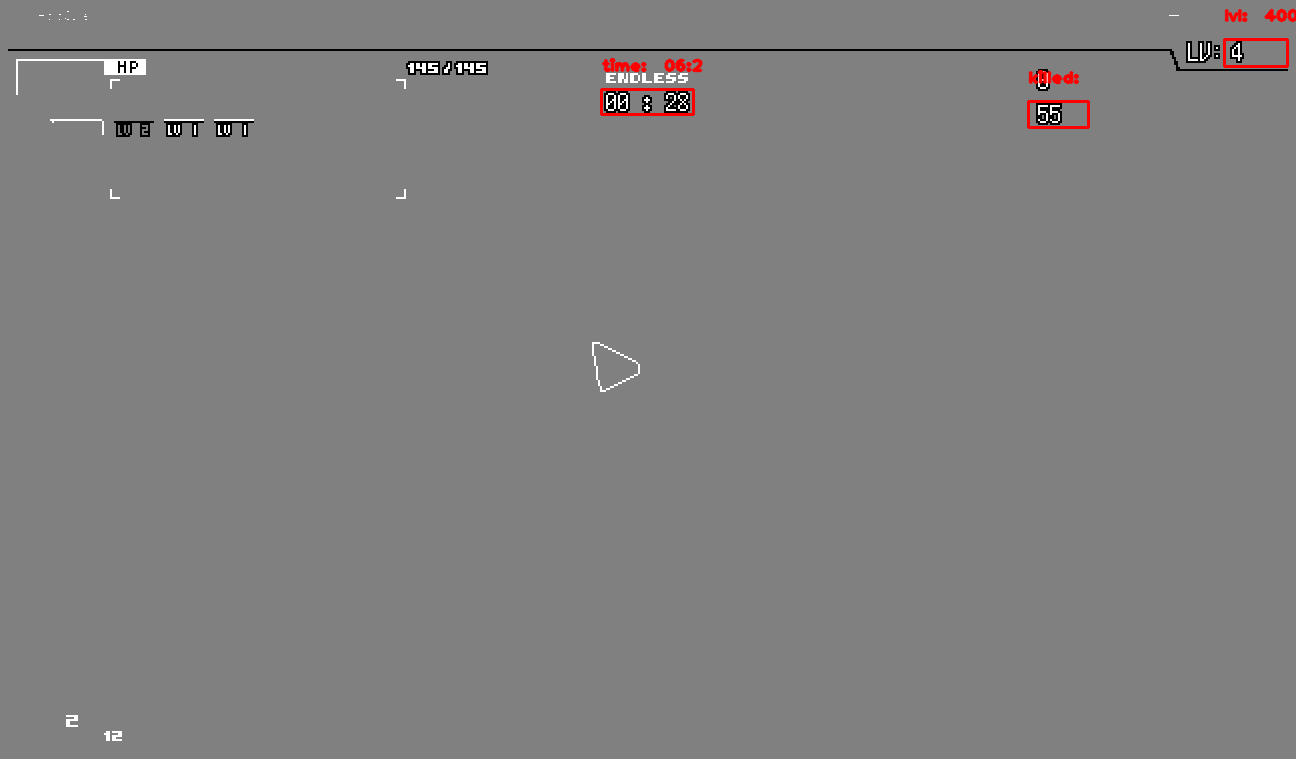 lvl: 400
LV: 4
HP
145/145
time: 06:2
ENDLESS
killed:
00 : 28
55
LV 2 LV 1 LV 1
2
12